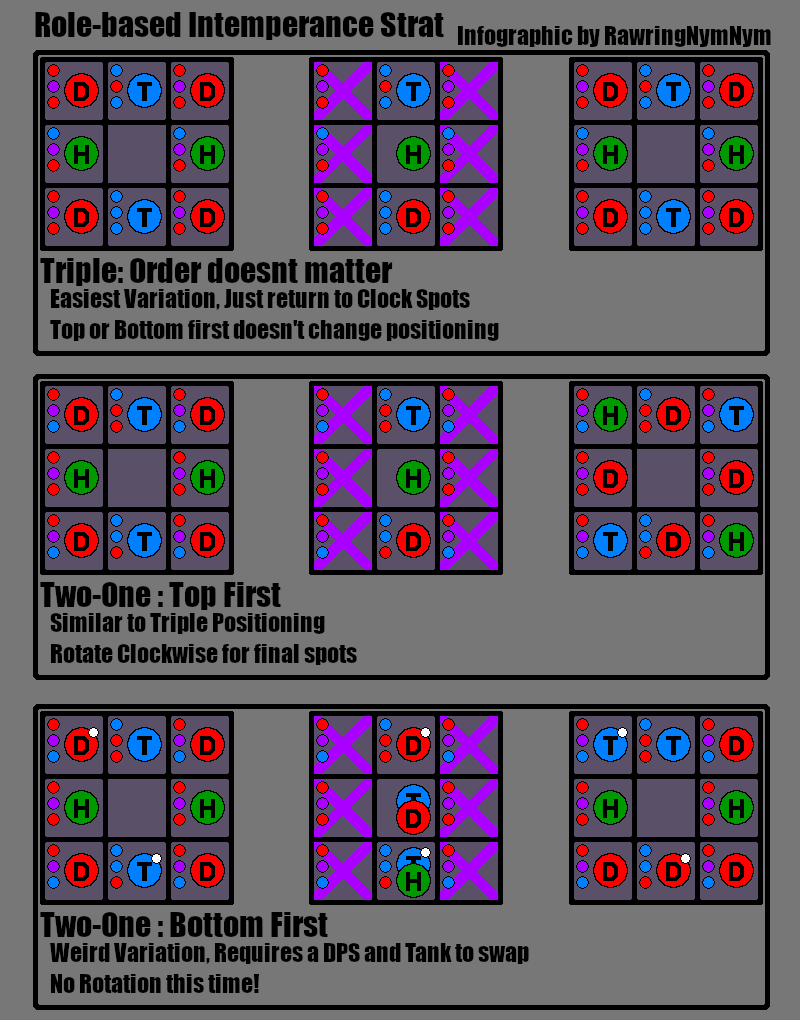 Role-based Intemperance Strat
Infographic by RawringNymNym
D T D
H H
D T D
T
H
D
D T D
H H
D T D
Triple: Order doesnt matter
Easiest Variation, Just return to Clock Spots
Top or Bottom first doesn't change positioning
D T D
H H
D T D
T
H
D
H D T
D D
T D H
Two-One : Top First
Similar to Triple Positioning
Rotate Clockwise for final spots
D T D
H H
D T D
D
T
D
T
H
T T D
H H
D D D
Two-One : Bottom First
Weird Variation, Requires a DPS and Tank to swap
No Rotation this time!